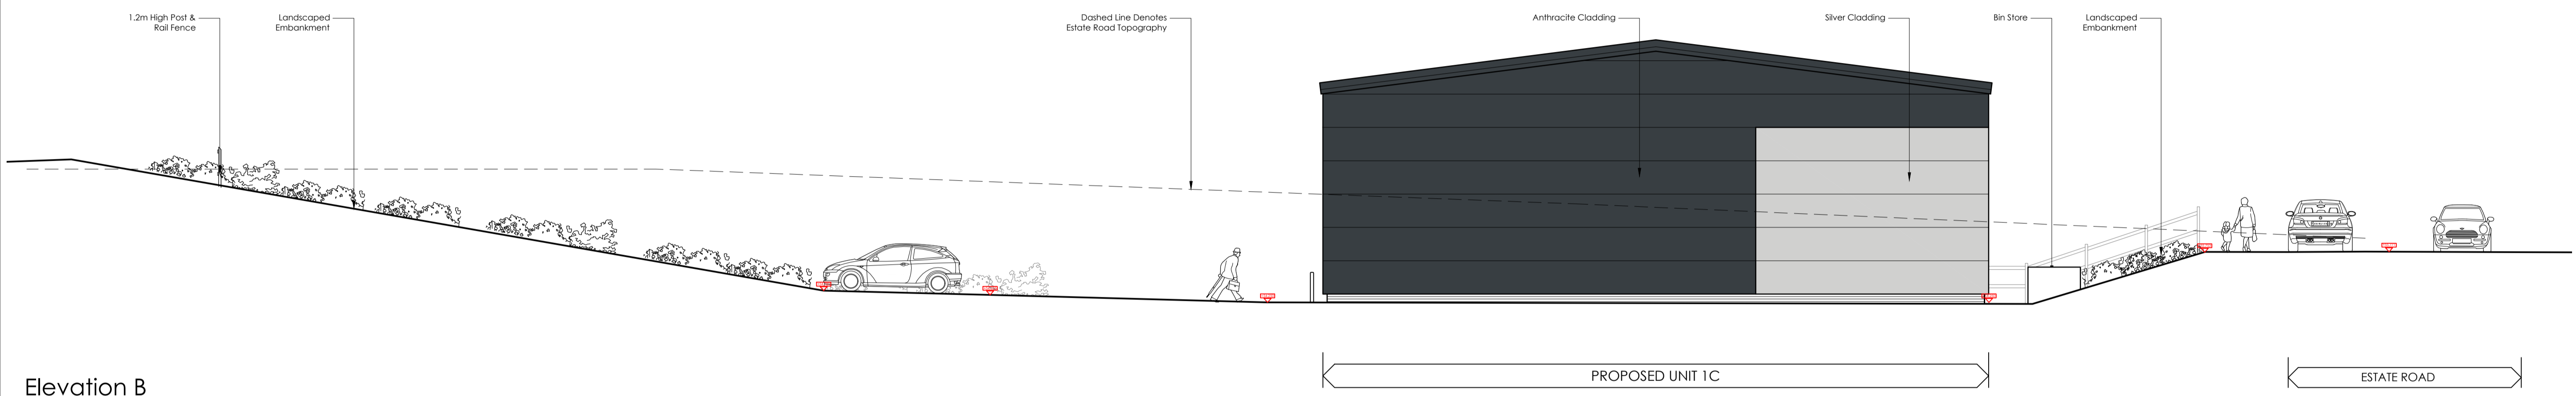 1.2m High Post &
Rail Fence
Landscaped
Embankment
Dashed Line Denotes
Estate Road Topography
Anthracite Cladding
Silver Cladding
Bin Store
Landscaped
Embankment
PROPOSED UNIT 1C
ESTATE ROAD
Elevation B